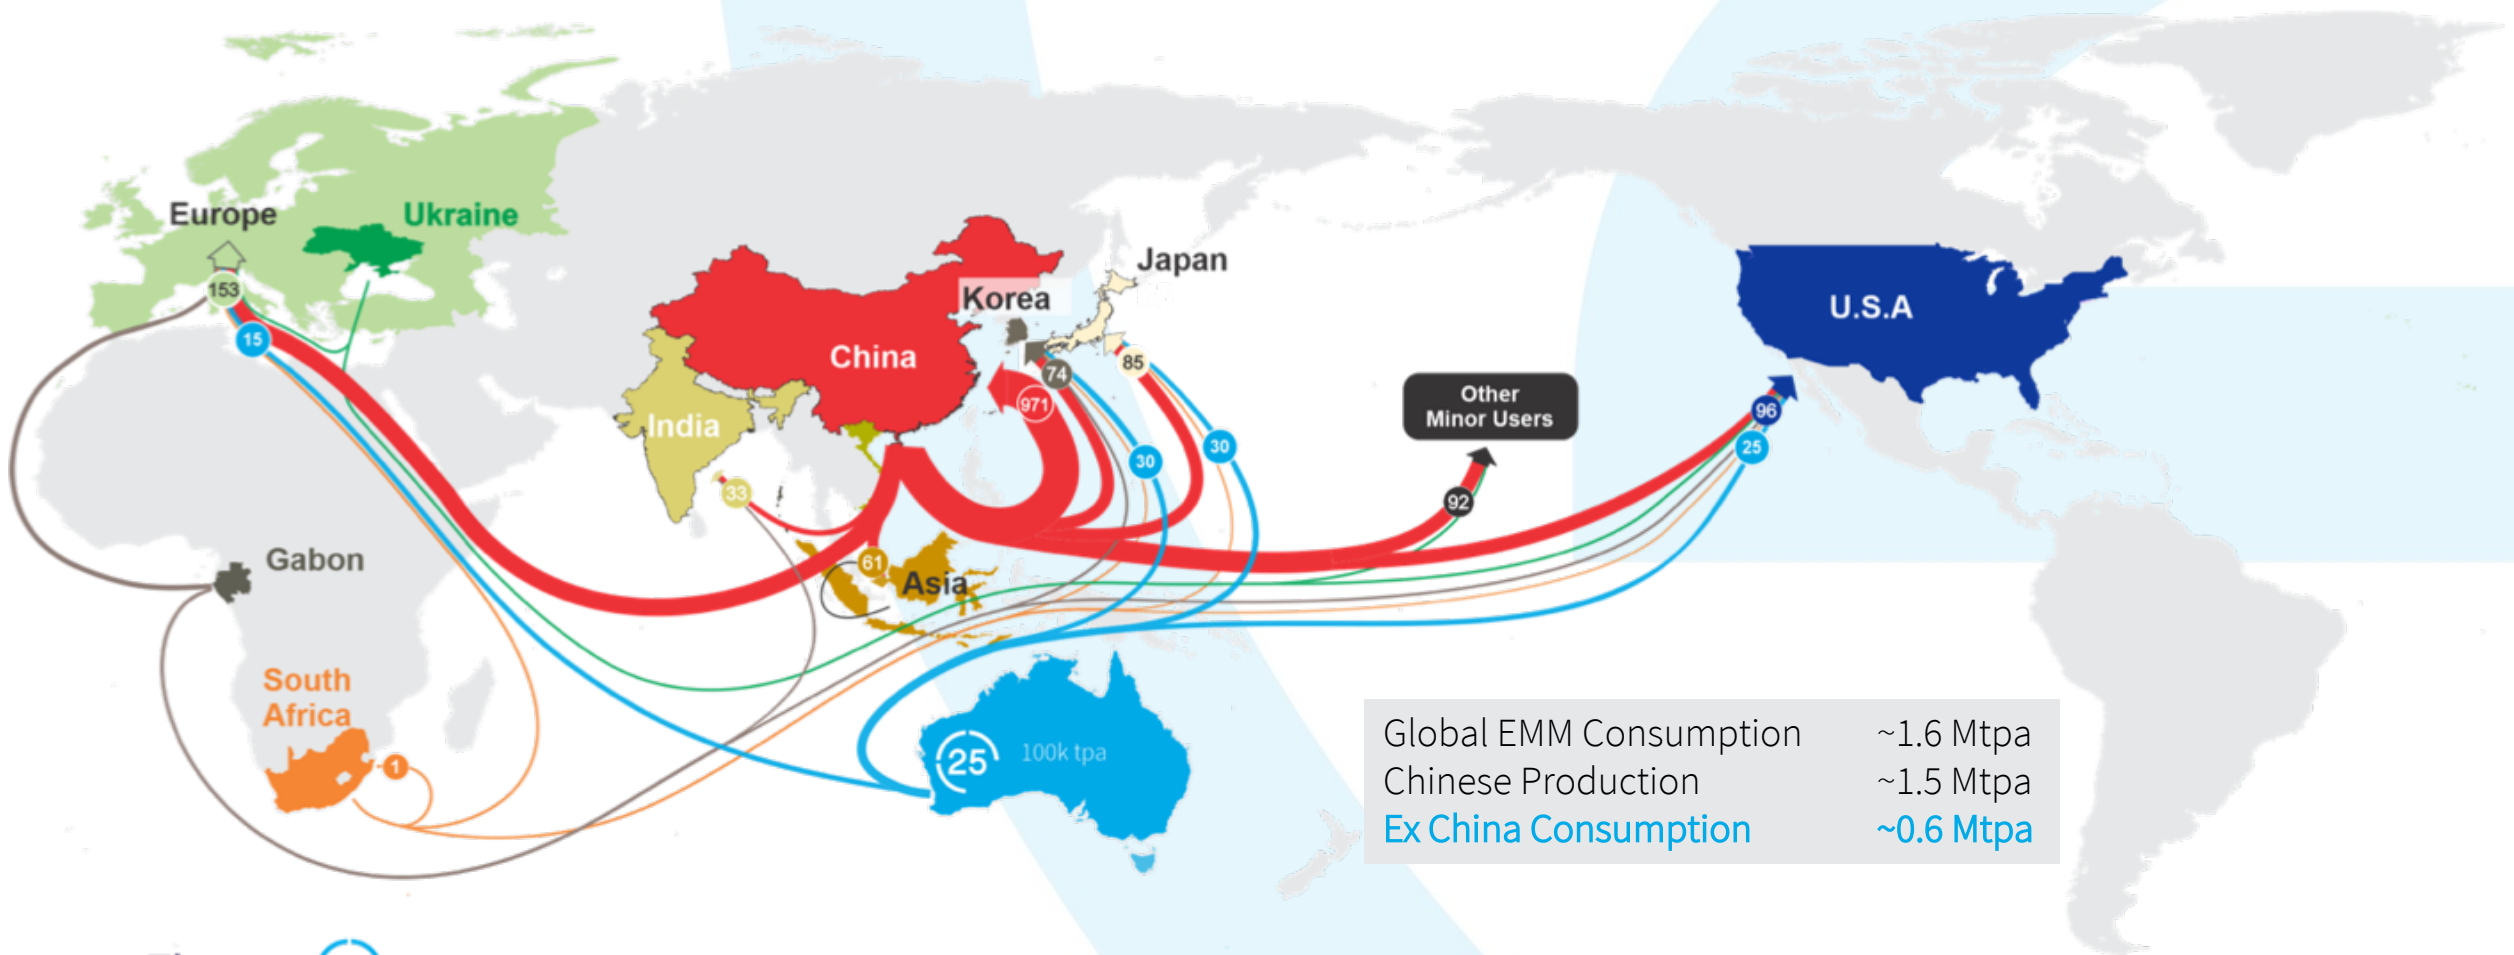 Europe
Ukraine
153
15
Japan
Korea
China
India
74
85
971
33
30
30
61
Asia
Other
Minor Users
92
U.S.A
96
25
Gabon
South
Africa
1
25
100k tpa
Global EMM Consumption ~1.6 Mtpa
Chinese Production ~1.5 Mtpa
Ex China Consumption ~0.6 Mtpa